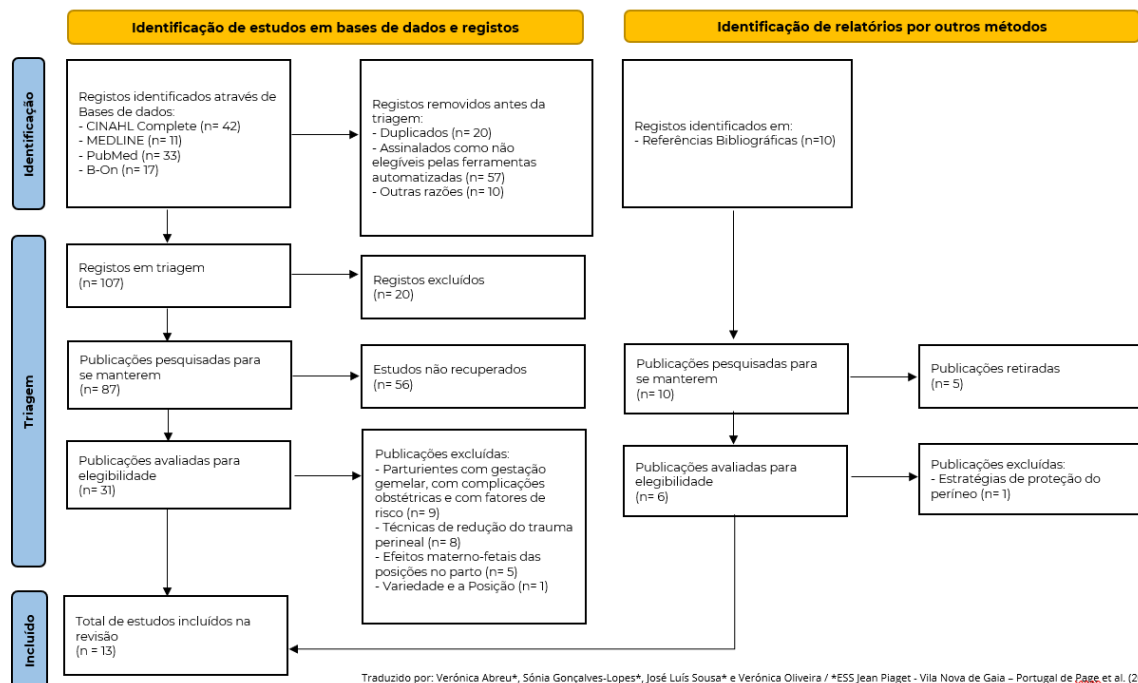 Identificação de estudos em bases de dados e registos
Identificação de relatórios por outros métodos
Identificação
Registos identificados através de
Bases de dados:
- CINAHL Complete (n= 42)
- MEDLINE (n= 11)
- PubMed (n= 33)
- B-On (n= 17)
Registos removidos antes da
triagem:
- Duplicados (n= 20)
- Assinalados como não
elegíveis pelas ferramentas
automatizadas (n= 57)
- Outras razões (n= 10)
Registos identificados em:
- Referências Bibliográficas (n=10)
Triagem
Registos em triagem
(n= 107)
Registos excluídos
(n= 20)
Publicações pesquisadas para
se manterem
(n= 87)
Estudos não recuperados
(n= 56)
Publicações pesquisadas para
se manterem
(n= 10)
Publicações retiradas
(n= 5)
Publicações avaliadas para
elegibilidade
(n= 31)
Publicações excluídas:
- Parturientes com gestação
gemelar, com complicações
obstétricas e com fatores de
risco (n= 9)
- Técnicas de redução do trauma
perineal (n= 8)
- Efeitos materno-fetais das
posições no parto (n= 5)
- Variedade e a Posição (n= 1)
Publicações avaliadas para
elegibilidade
(n= 6)
Publicações excluídas:
- Estratégias de proteção do
períneo (n= 1)
Incluído
Total de estudos incluídos na
revisão
(n = 13)
Traduzido por: Verónica Abreu*, Sónia Gonçalves-Lopes*, José Luís Sousa* e Verónica Oliveira / *ESS Jean Piaget - Vila Nova de Gaia – Portugal de Page et al. (2